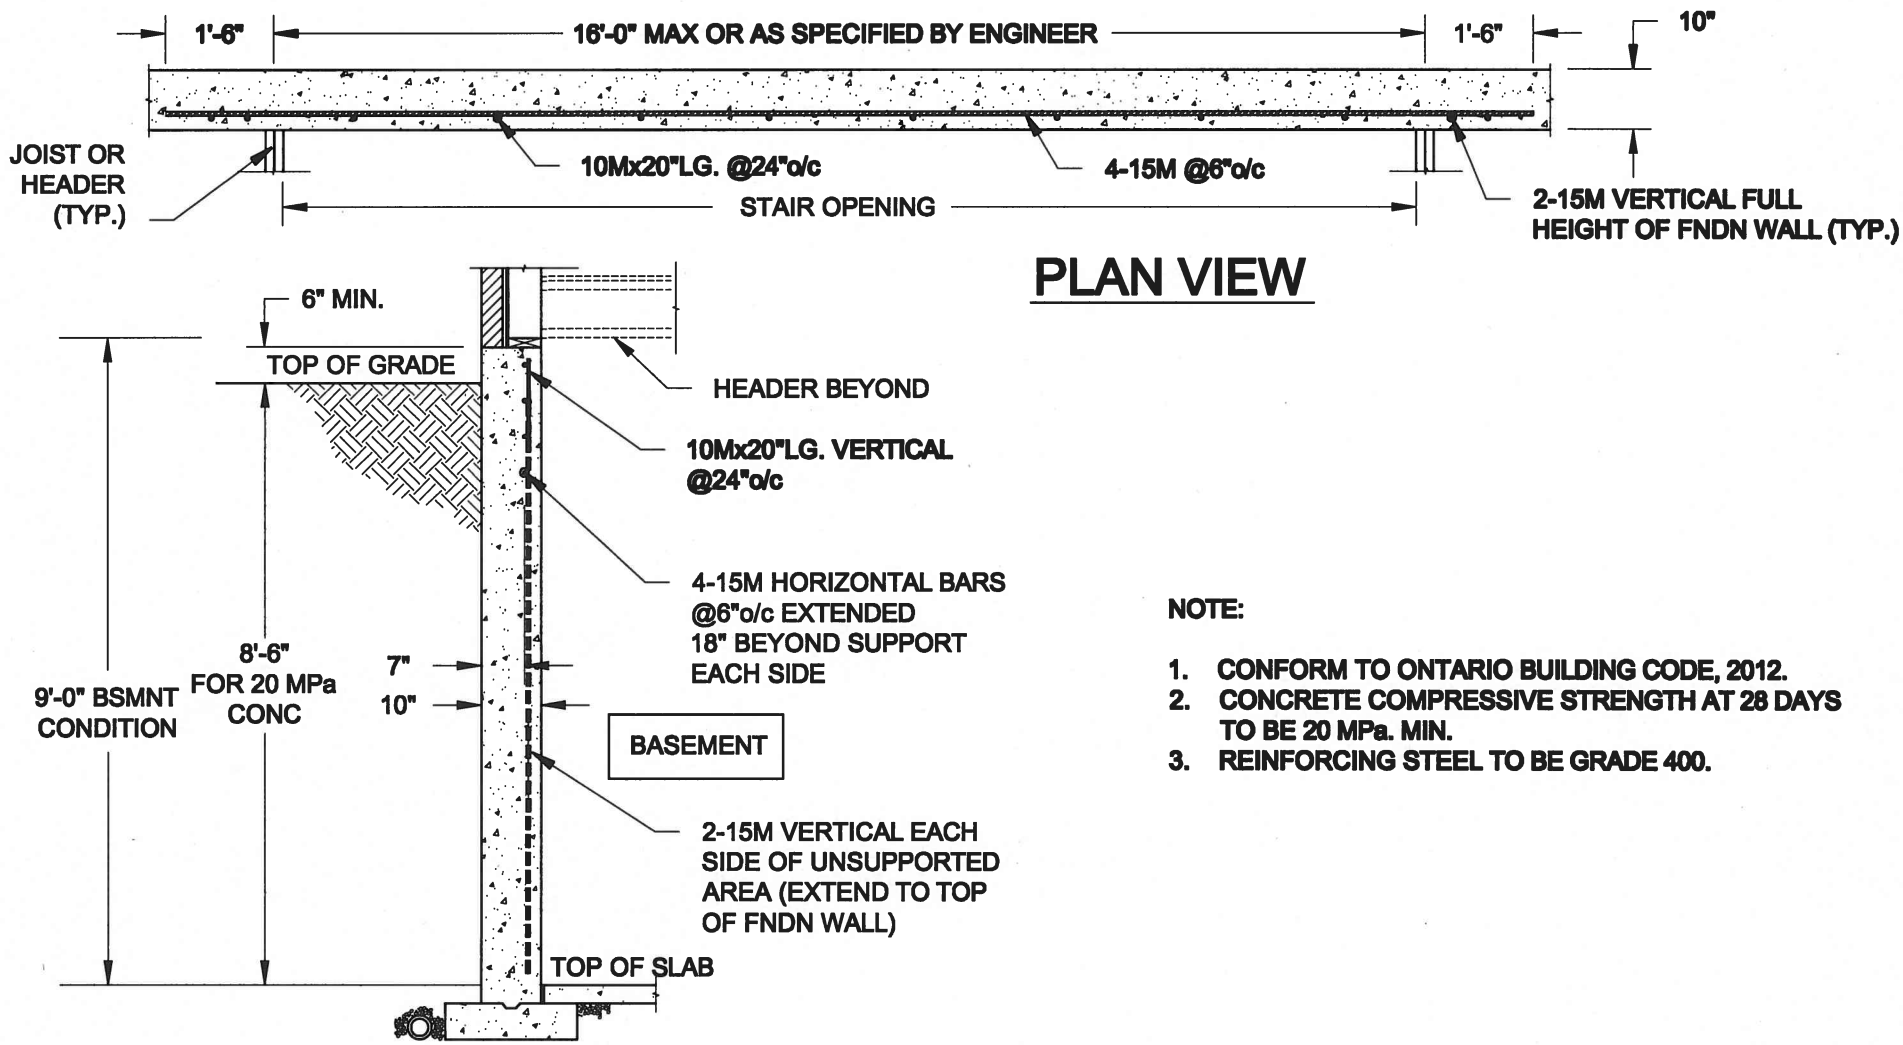 1'-6"
16'-0" MAX OR AS SPECIFIED BY ENGINEER
1'-6"
10"
JOIST OR
HEADER
(TYP.)
10Mx20"LG. @24"o/c
4-15M @6"o/c
STAIR OPENING
2-15M VERTICAL FULL
HEIGHT OF FNDN WALL (TYP.)
PLAN VIEW
6" MIN.
TOP OF GRADE
HEADER BEYOND
10Mx20"LG. VERTICAL
@24"o/c
4-15M HORIZONTAL BARS
@6"o/c EXTENDED
18" BEYOND SUPPORT
EACH SIDE
9'-0" BSMNT
CONDITION
8'-6"
FOR 20 MPa
CONC
7"
10"
BASEMENT
2-15M VERTICAL EACH
SIDE OF UNSUPPORTED
AREA (EXTEND TO TOP
OF FNDN WALL)
TOP OF SLAB
NOTE:
1. CONFORM TO ONTARIO BUILDING CODE, 2012.
2. CONCRETE COMPRESSIVE STRENGTH AT 28 DAYS
TO BE 20 MPa. MIN.
3. REINFORCING STEEL TO BE GRADE 400.